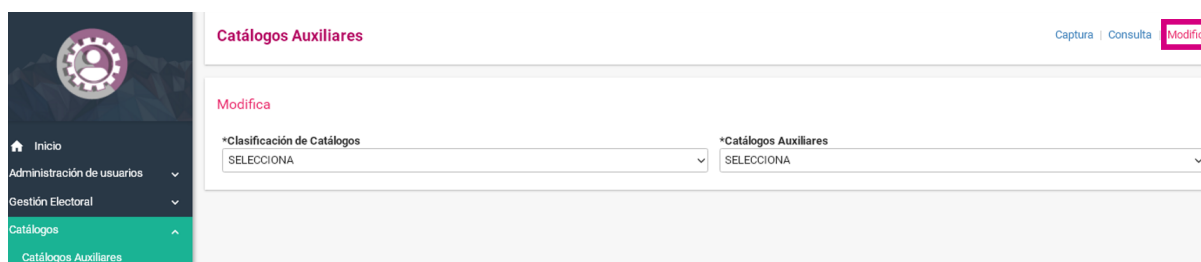 Catálogos Auxiliares
Captura | Consulta | Modific
Modifica
*Clasificación de Catálogos
SELECCIONA
*Catálogos Auxiliares
SELECCIONA
Inicio
Administración de usuarios
Gestión Electoral
Catálogos
Catálogos Auxiliares